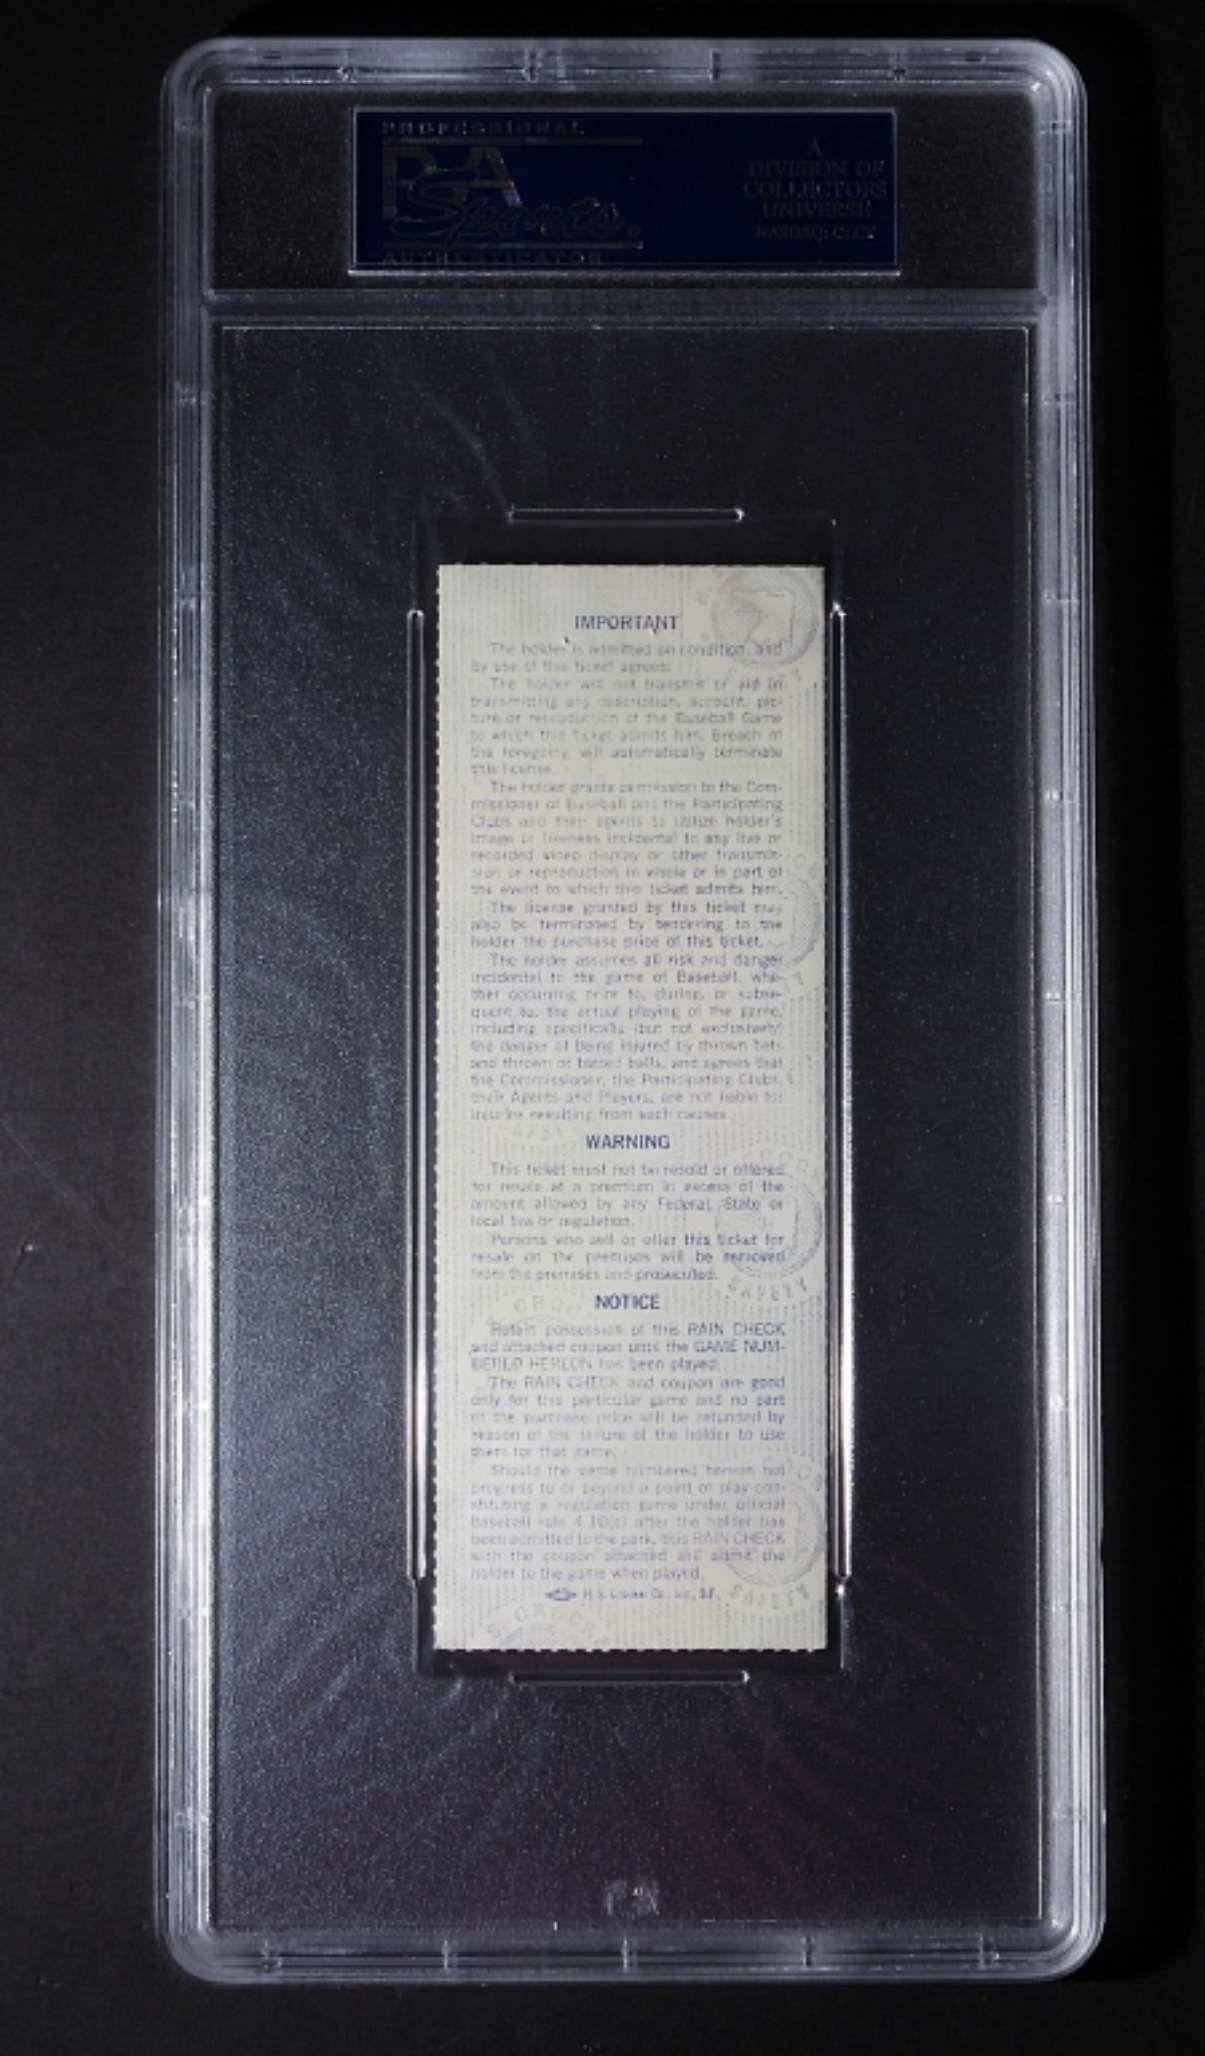 PROFESSIONAL
PSA
Sports
AUTHENTICATOR
A
DIVISION OF
COLLECTORS
UNIVERSE
NASDAQ: CLCT
IMPORTANT
The holder is admitted on condition, and
by use of this ticket agrees:
The holder will not transmit or aid in
transmitting any description, account, pic-
ture or reproduction of the Baseball Game
to which this ticket admits him. Breach of
the foregoing will automatically terminate
this license.
The holder grants permission to the Com-
missioner of Baseball and the Participating
Clubs and their agents to utilize holder's
image or likeness incidental to any live or
recorded video display or other transmis-
sion or reproduction in whole or in part of
the event to which this ticket admits him.
The license granted by this ticket may
also be terminated by tendering to the
holder the purchase price of this ticket.
The holder assumes all risk and danger
incidental to the game of Baseball, whe-
ther occurring prior to, during, or subse-
quent to, the actual playing of the game,
including specifically (but not exclusively)
the danger of being injured by thrown bats
and thrown or batted balls, and agrees that
the Commissioner, the Participating Clubs,
their Agents and Players, are not liable for
injuries resulting from such causes.
WARNING
This ticket must not be resold or offered
for resale at a premium in excess of the
amount allowed by any Federal, State or
local law or regulation.
Persons who sell or offer this ticket for
resale on the premises will be removed
from the premises and prosecuted.
NOTICE
Retain possession of this RAIN CHECK
and attached coupon until the GAME NUM-
BERED HEREON has been played.
The RAIN CHECK and coupon are good
only for this particular game and no part
of the purchase price will be refunded by
reason of the failure of the holder to use
them for that game.
Should the game numbered hereon not
progress to or beyond a point of play con-
stituting a regulation game under official
baseball rule 4.10(c) after the holder has
been admitted to the park, this RAIN CHECK
with the coupon attached will admit the
holder to the game when played.
H. S. Crocker Co., Inc., S.F.
SAFETY
SAFETY
S. CROCK